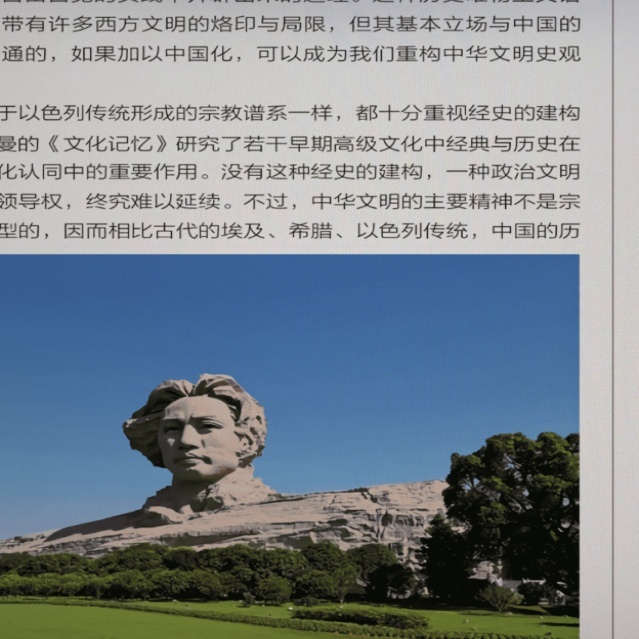 带有许多西方文明的烙印与局限，但其基本立场与中国的
通的，如果加以中国化，可以成为我们重构中华文明史观
于以色列传统形成的宗教谱系一样，都十分重视经史的建构
曼的《文化记忆》研究了若干早期高级文化中经典与历史在
化认同中的重要作用。没有这种经史的建构，一种政治文明
领导权，终究难以延续。不过，中华文明的主要精神不是宗
型的，因而相比古代的埃及、希腊、以色列传统，中国的历